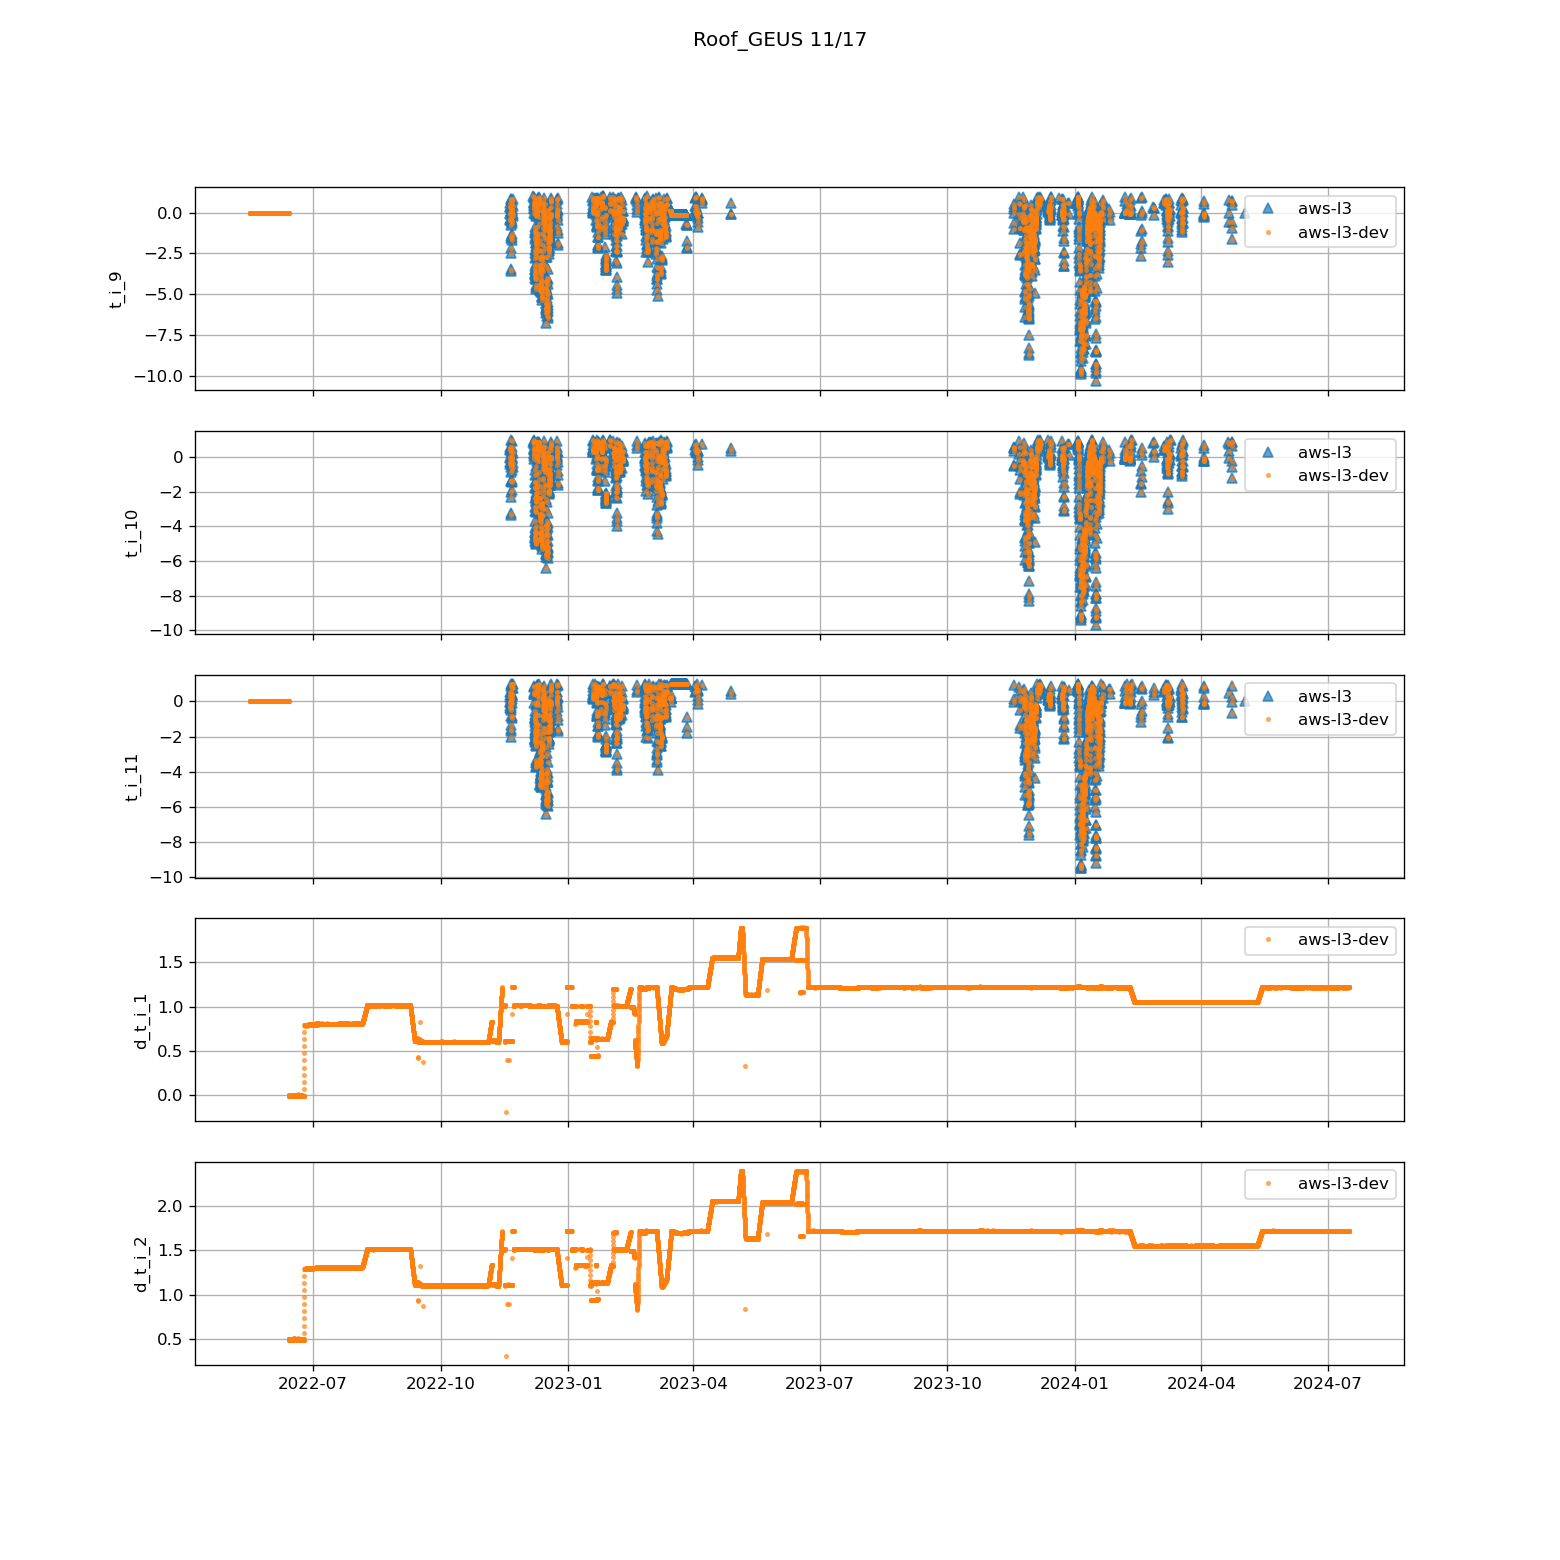 Roof_GEUS 11/17
0.0
−2.5
−5.0
−7.5
−10.0
t_i_9
aws-l3
aws-l3-dev
0
−2
−4
−6
−8
−10
t_i_10
aws-l3
aws-l3-dev
0
−2
−4
−6
−8
−10
t_i_11
aws-l3
aws-l3-dev
1.5
1.0
0.5
0.0
d_t_i_1
aws-l3-dev
2.0
1.5
1.0
0.5
d_t_i_2
aws-l3-dev
2022-07 2022-10 2023-01 2023-04 2023-07 2023-10 2024-01 2024-04 2024-07